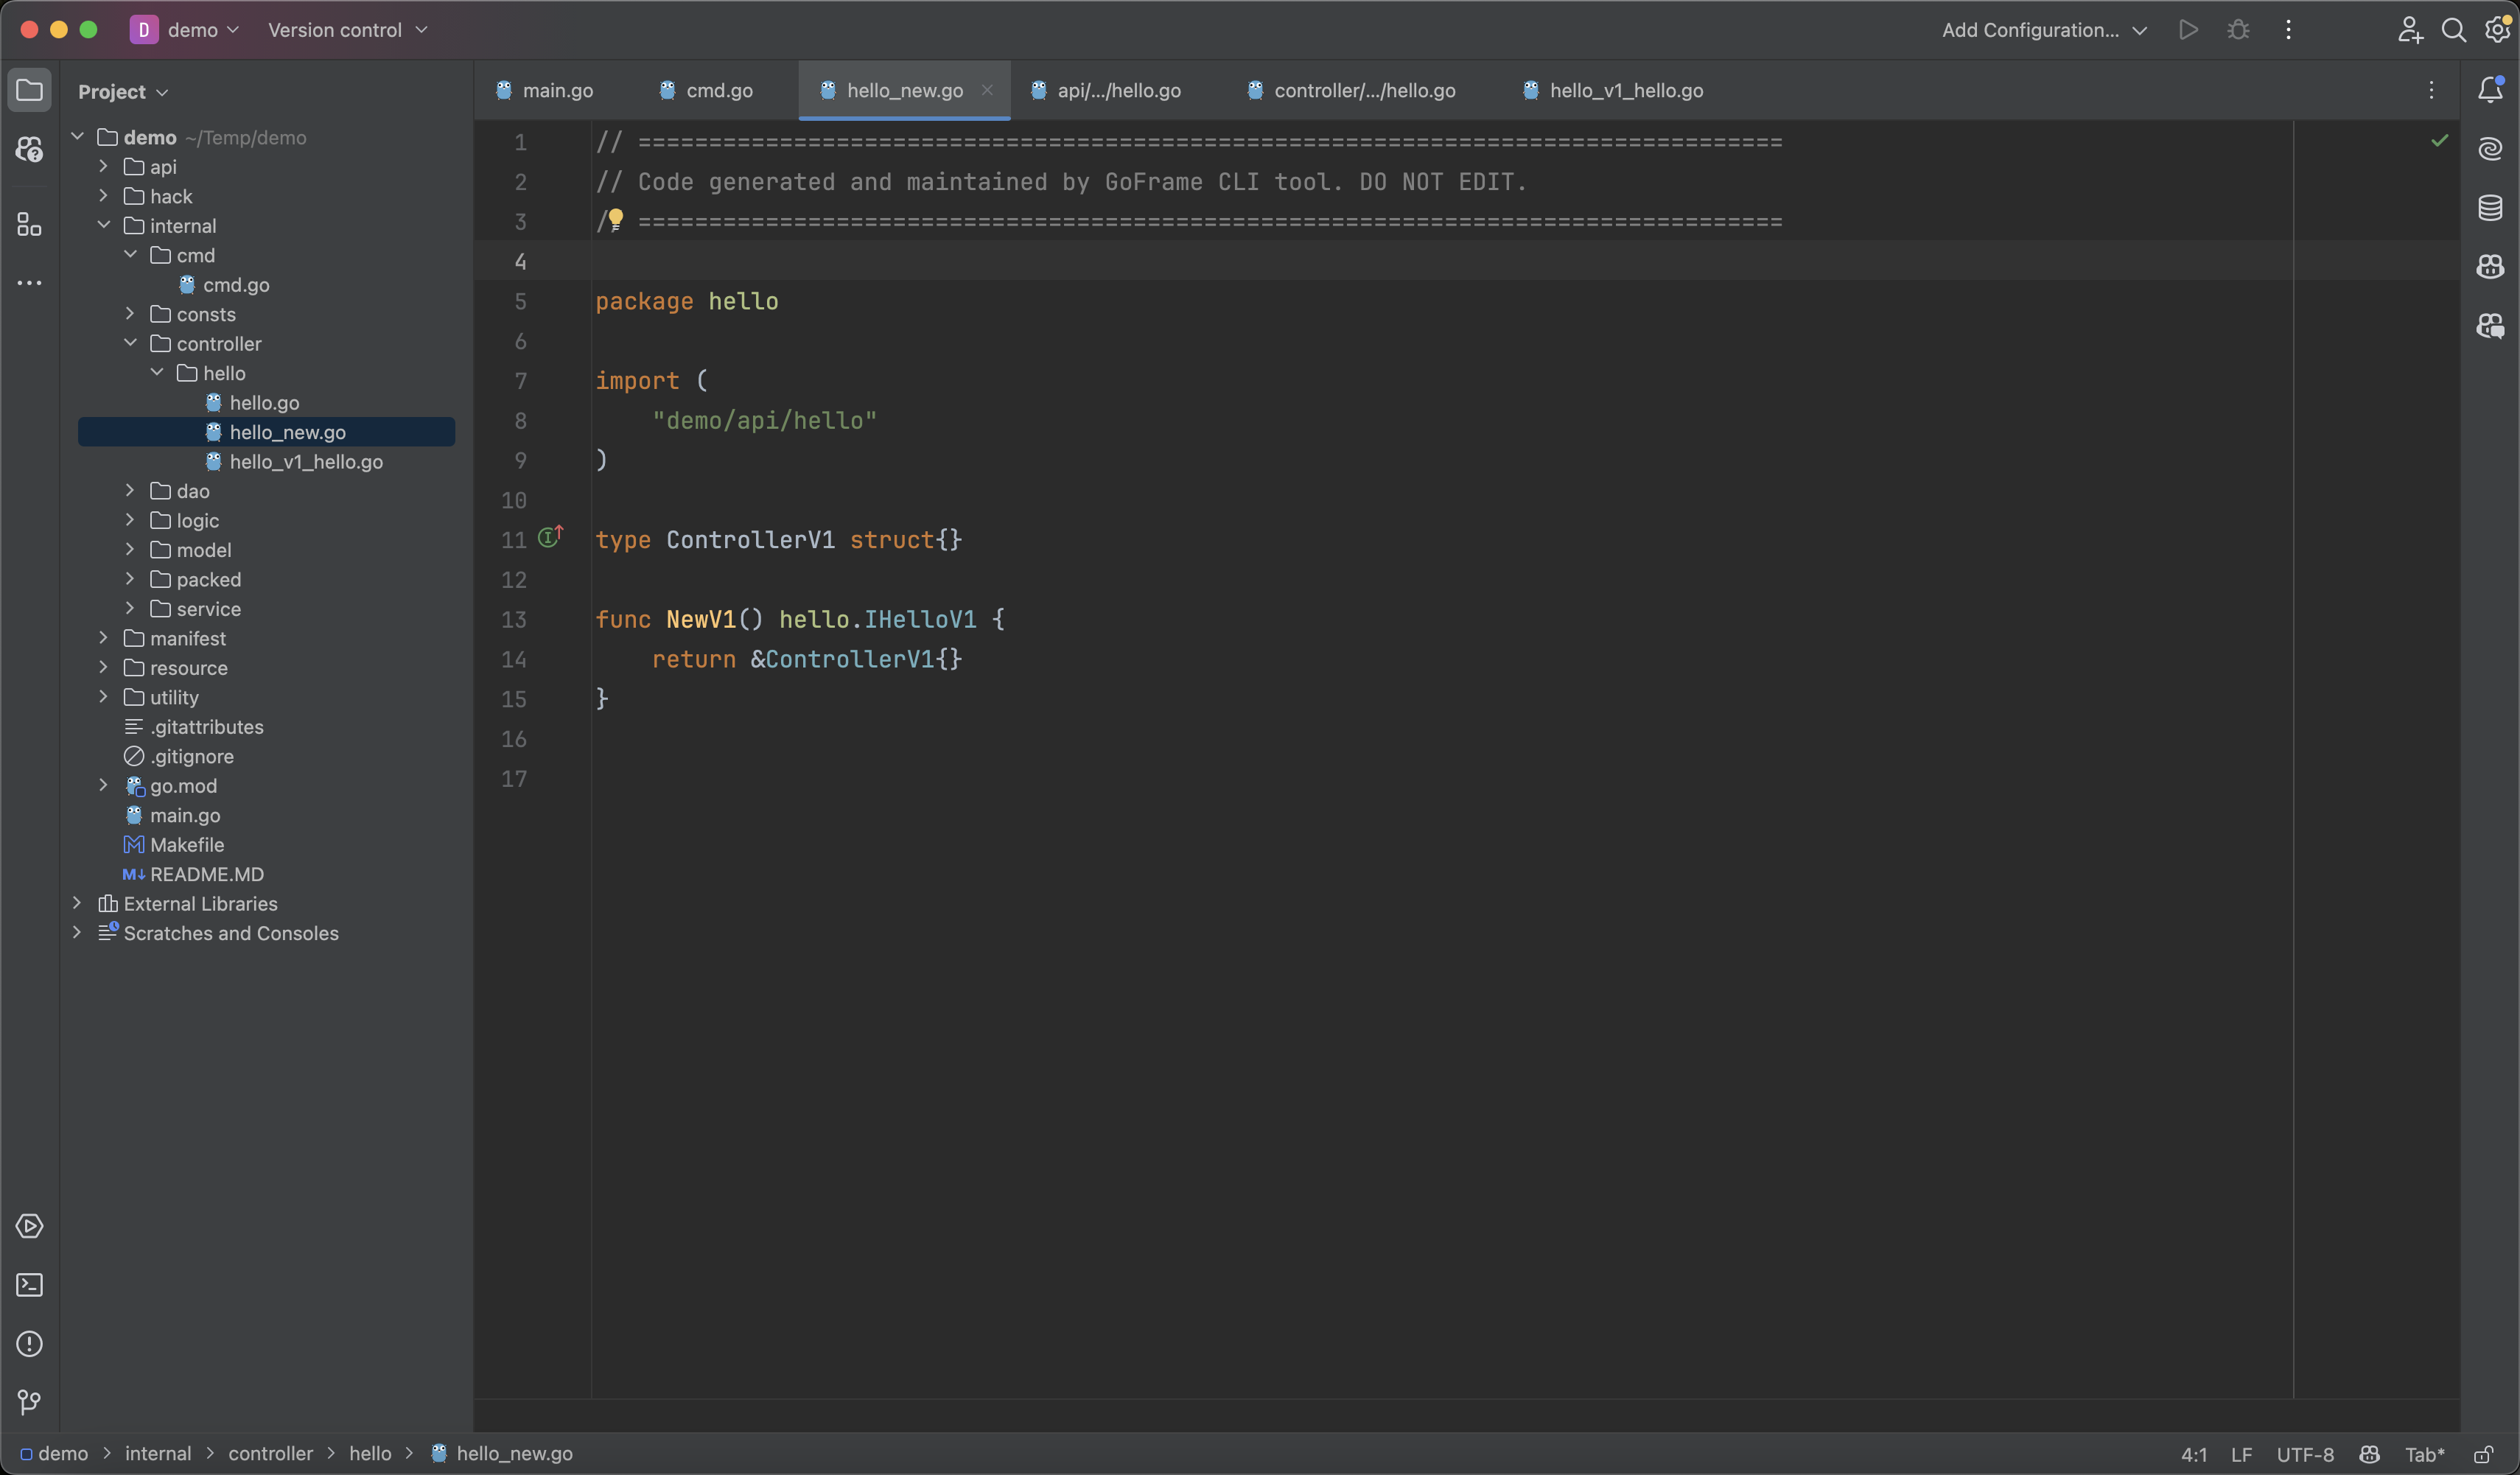 D demo Version control Add Configuration...
Project
main.go cmd.go hello_new.go api/.../hello.go controller/.../hello.go hello_v1_hello.go
demo ~/Temp/demo
api
hack
internal
cmd
cmd.go
consts
controller
hello
hello.go
hello_new.go
hello_v1_hello.go
dao
logic
model
packed
service
manifest
resource
utility
.gitattributes
.gitignore
go.mod
main.go
Makefile
M↓ README.MD
External Libraries
Scratches and Consoles
1 // =================================================================================
2 // Code generated and maintained by GoFrame CLI tool. DO NOT EDIT.
3 / =================================================================================
4
5 package hello
6
7 import (
8 "demo/api/hello"
9 )
10
11 type ControllerV1 struct{}
12
13 func NewV1() hello.IHelloV1 {
14 return &ControllerV1{}
15 }
16
17
demo > internal > controller > hello > hello_new.go 4:1 LF UTF-8 Tab*